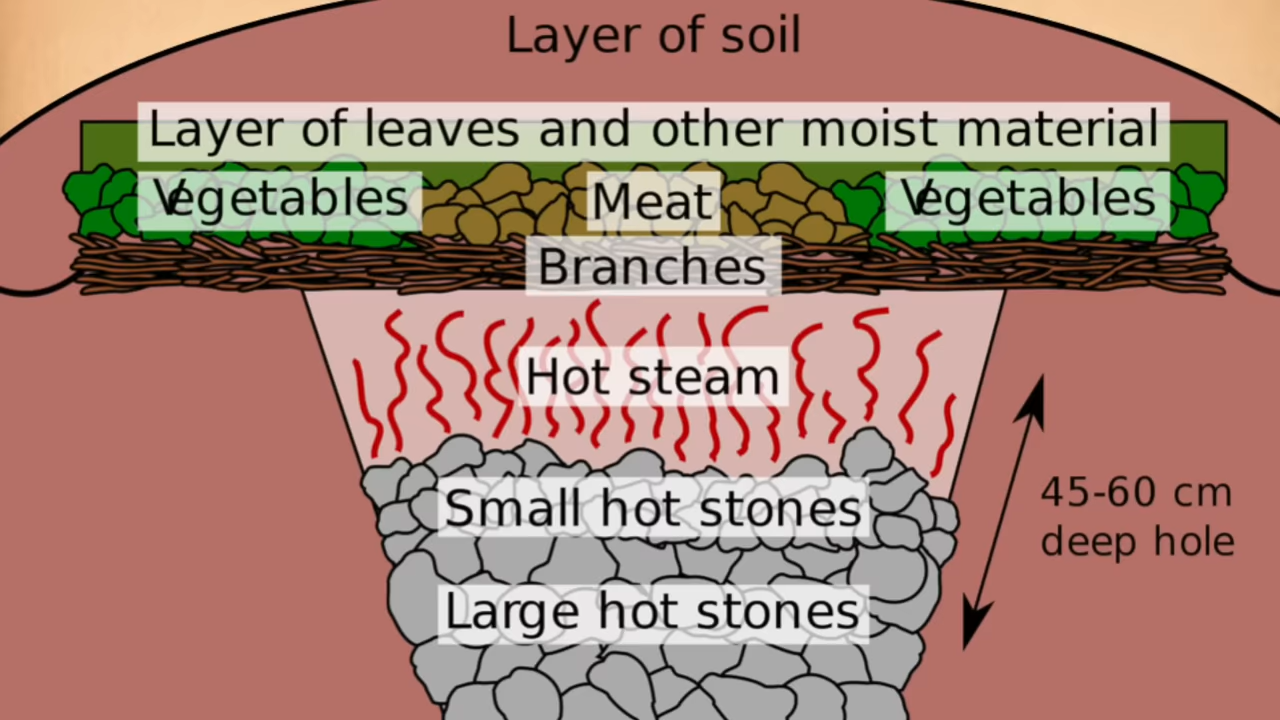 Layer of soil
Layer of leaves and other moist material
Vegetables Meat Vegetables
Branches
Hot steam
Small hot stones
45-60 cm
deep hole
Large hot stones